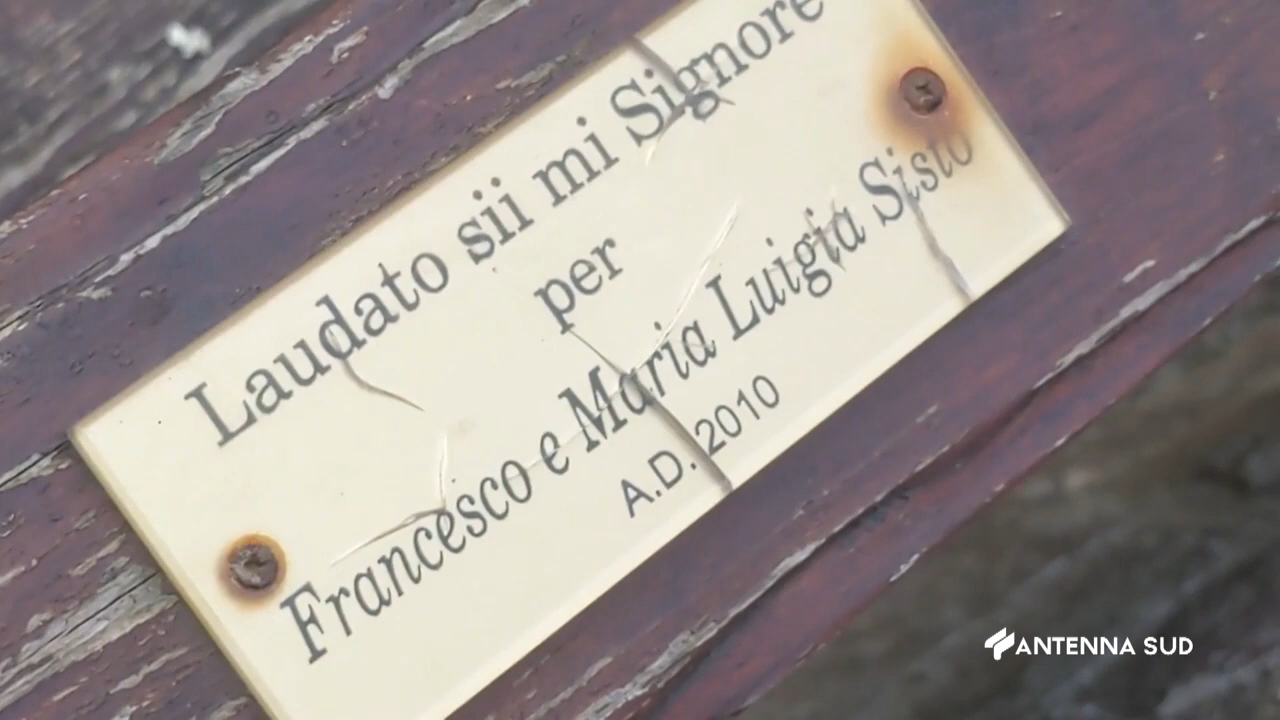 Laudato sii mi Signore
per
Francesco e Maria Luigia Sisto
A.D. 2010
ANTENNA SUD